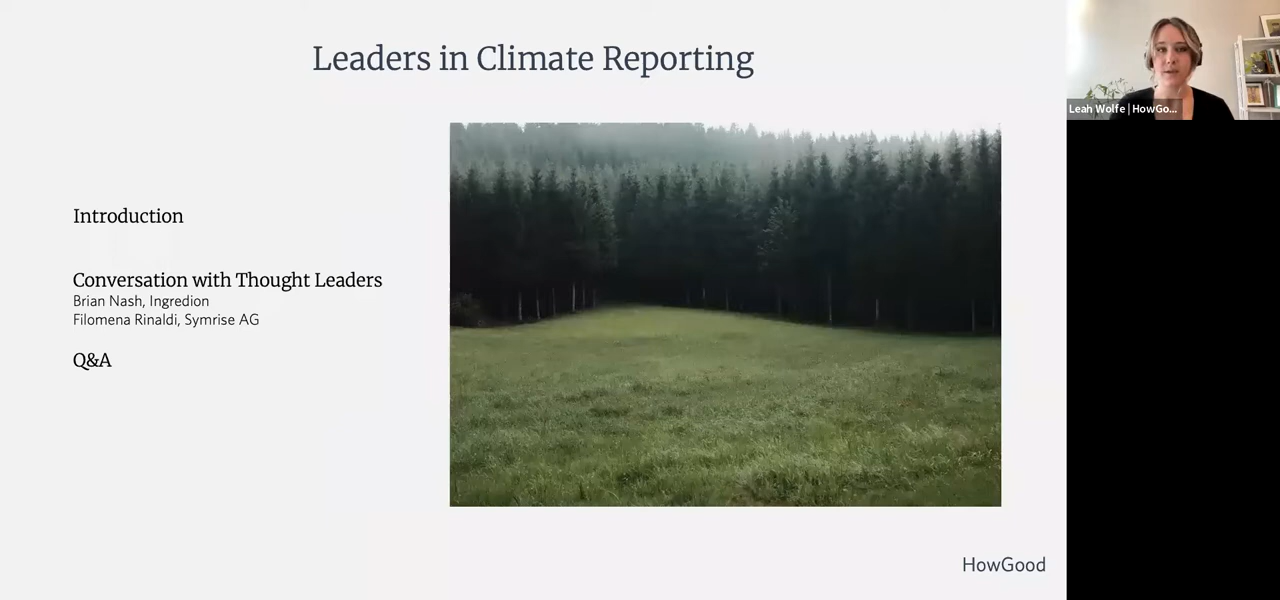 Leaders in Climate Reporting
Leah Wolfe | HowGo...
Introduction
Conversation with Thought Leaders
Brian Nash, Ingredion
Filomena Rinaldi, Symrise AG
Q&A
HowGood